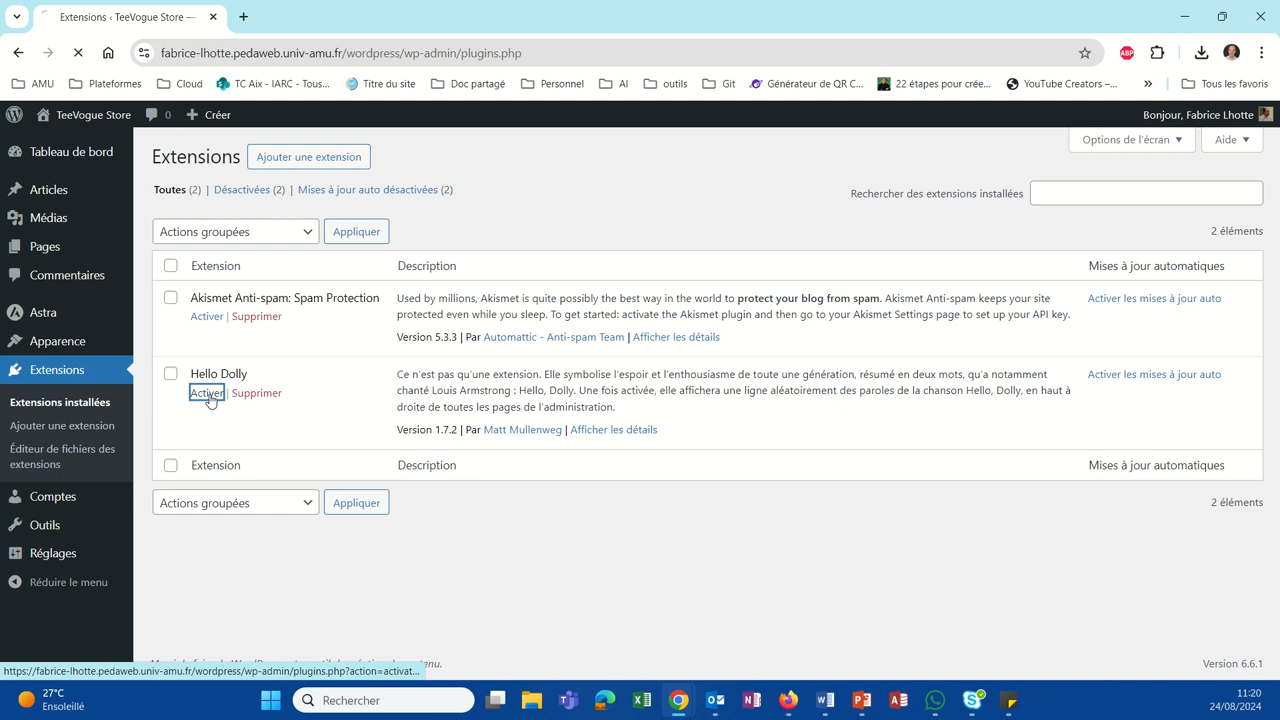 Extensions ‹ TeeVogue Store —
fabrice-lhotte.pedaweb.univ-amu.fr/wordpress/wp-admin/plugins.php
AMU Plateformes Cloud TC Aix - IARC - Tous... Titre du site Doc partagé Personnel AI outils Git Générateur de QR C... 22 étapes pour crée... YouTube Creators –... » Tous les favoris
TeeVogue Store 0 + Créer Bonjour, Fabrice Lhotte
Options de l'écran ▼ Aide ▼
Tableau de bord
Articles
Médias
Pages
Commentaires
Astra
Apparence
Extensions
Extensions installées
Ajouter une extension
Éditeur de fichiers des
extensions
Comptes
Outils
Réglages
Réduire le menu
Extensions Ajouter une extension
Toutes (2) | Désactivées (2) | Mises à jour auto désactivées (2)
Rechercher des extensions installées
Actions groupées Appliquer 2 éléments
Extension Description Mises à jour automatiques
Akismet Anti-spam: Spam Protection
Activer | Supprimer
Used by millions, Akismet is quite possibly the best way in the world to protect your blog from spam. Akismet Anti-spam keeps your site
protected even while you sleep. To get started: activate the Akismet plugin and then go to your Akismet Settings page to set up your API key.
Version 5.3.3 | Par Automattic - Anti-spam Team | Afficher les détails
Activer les mises à jour auto
Hello Dolly
Activer | Supprimer
Ce n'est pas qu'une extension. Elle symbolise l'espoir et l'enthousiasme de toute une génération, résumé en deux mots, qu'a notamment
chanté Louis Armstrong : Hello, Dolly. Une fois activée, elle affichera une ligne aléatoirement des paroles de la chanson Hello, Dolly, en haut à
droite de toutes les pages de l'administration.
Version 1.7.2 | Par Matt Mullenweg | Afficher les détails
Activer les mises à jour auto
Extension Description Mises à jour automatiques
Actions groupées Appliquer 2 éléments
Version 6.6.1
https://fabrice-lhotte.pedaweb.univ-amu.fr/wordpress/wp-admin/plugins.php?action=activat...
27°C
Ensoleillé
Rechercher
11:20
24/08/2024